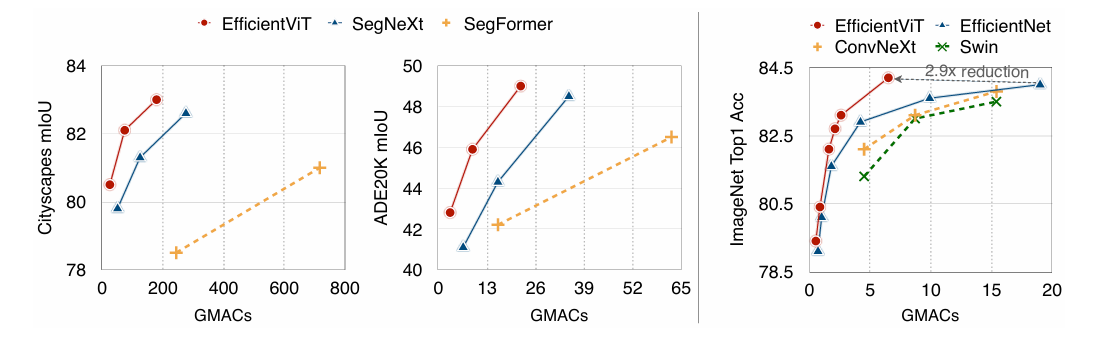 EfficientViT SegNeXt SegFormer
84
82
80
78
Cityscapes mIoU
0 200 400 600 800
GMACs
50
48
46
44
42
40
ADE20K mIoU
0 13 26 39 52 65
GMACs
EfficientViT EfficientNet
ConvNeXt Swin
2.9x reduction
84.5
82.5
80.5
78.5
ImageNet Top1 Acc
0 5 10 15 20
GMACs